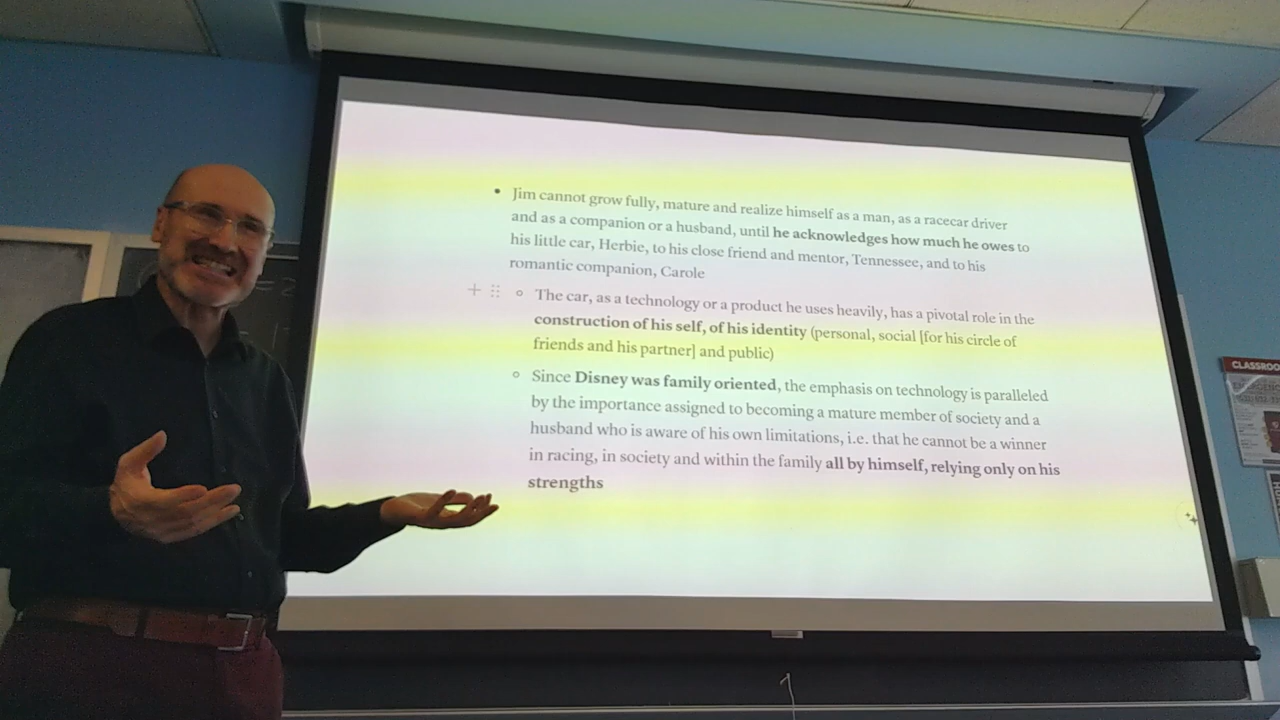 • Jim cannot grow fully, mature and realize himself as a man, as a racecar driver
and as a companion or a husband, until he acknowledges how much he owes to
his little car, Herbie, to his close friend and mentor, Tennessee, and to his
romantic companion, Carole
◦ The car, as a technology or a product he uses heavily, has a pivotal role in the
construction of his self, of his identity (personal, social [for his circle of
friends and his partner] and public)
◦ Since Disney was family oriented, the emphasis on technology is paralleled
by the importance assigned to becoming a mature member of society and a
husband who is aware of his own limitations, i.e. that he cannot be a winner
in racing, in society and within the family all by himself, relying only on his
strengths
CLASSROO